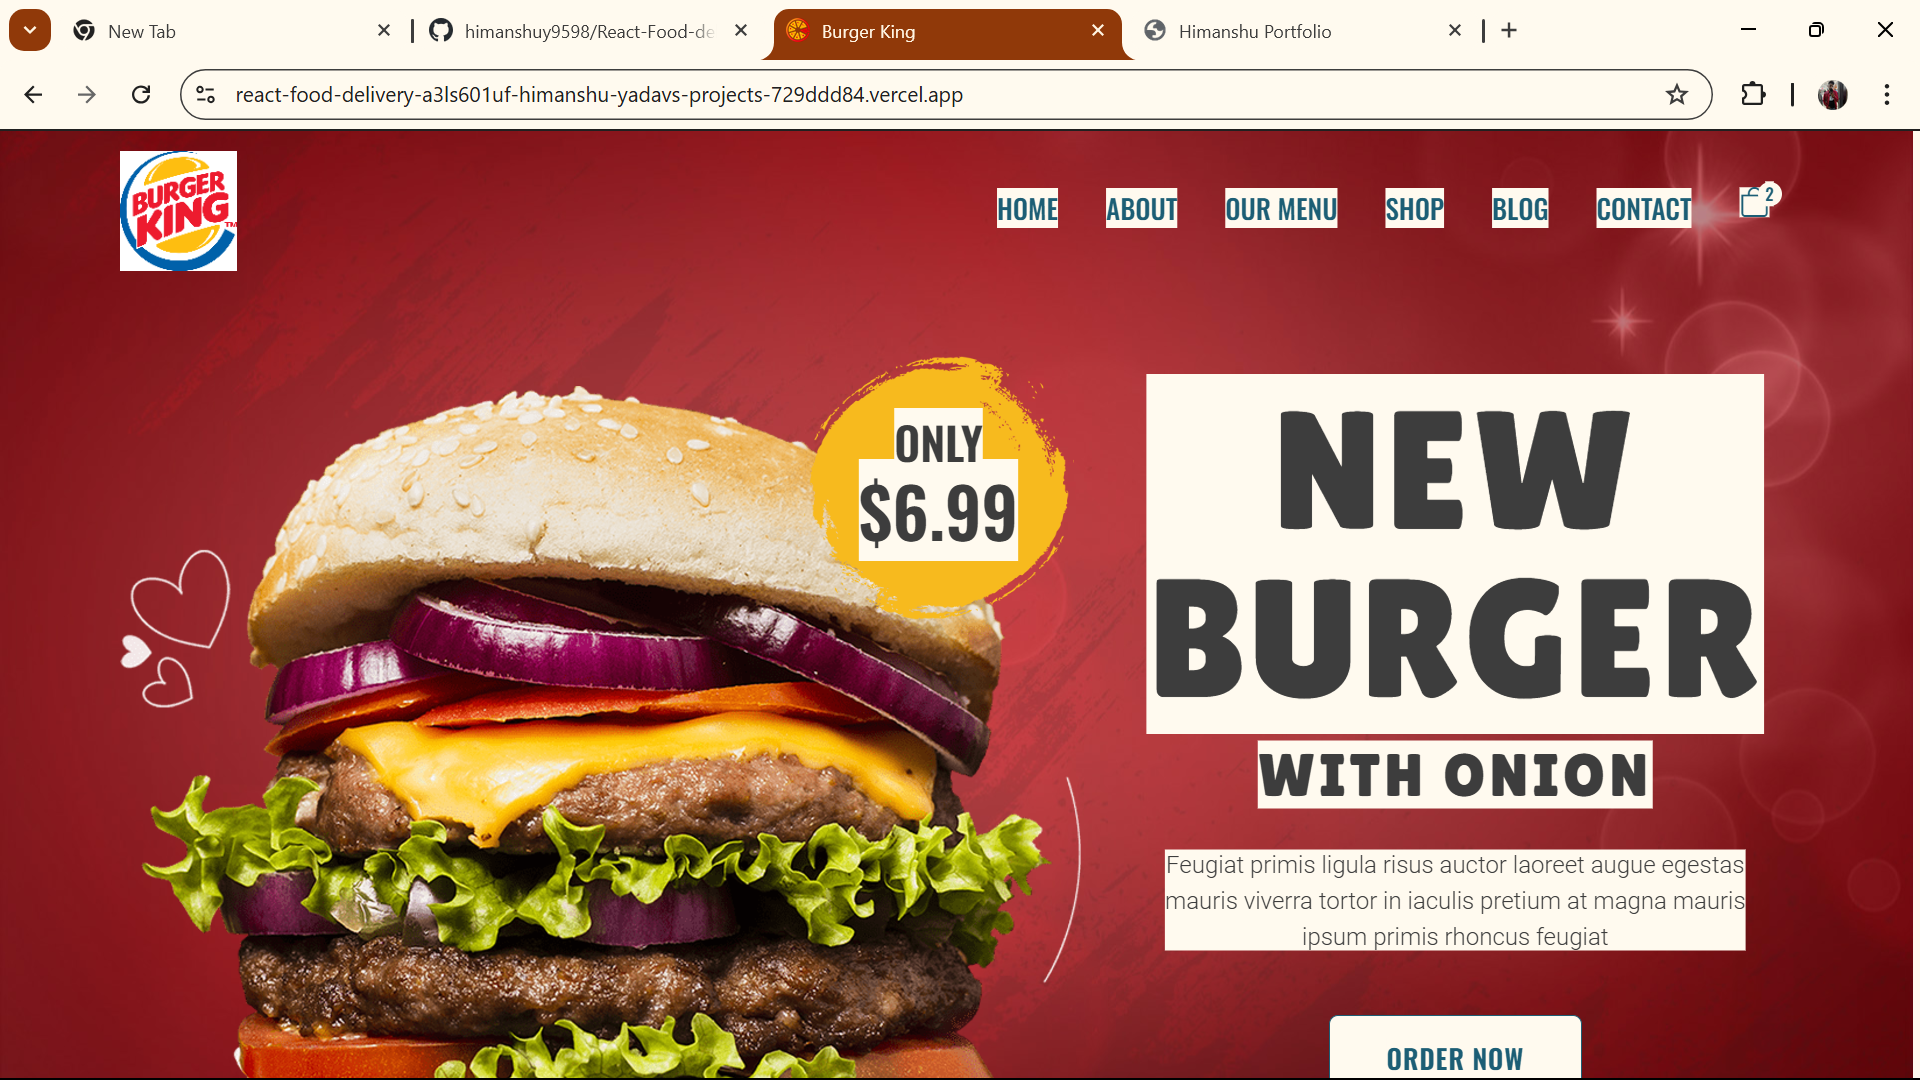 New Tab
himanshuy9598/React-Food-de
Burger King
Himanshu Portfolio
react-food-delivery-a3ls601uf-himanshu-yadavs-projects-729ddd84.vercel.app
BURGER
KING
TM
HOME
ABOUT
OUR MENU
SHOP
BLOG
CONTACT
2
ONLY
$6.99
NEW
BURGER
WITH ONION
Feugiat primis ligula risus auctor laoreet augue egestas
mauris viverra tortor in iaculis pretium at magna mauris
ipsum primis rhoncus feugiat
ORDER NOW